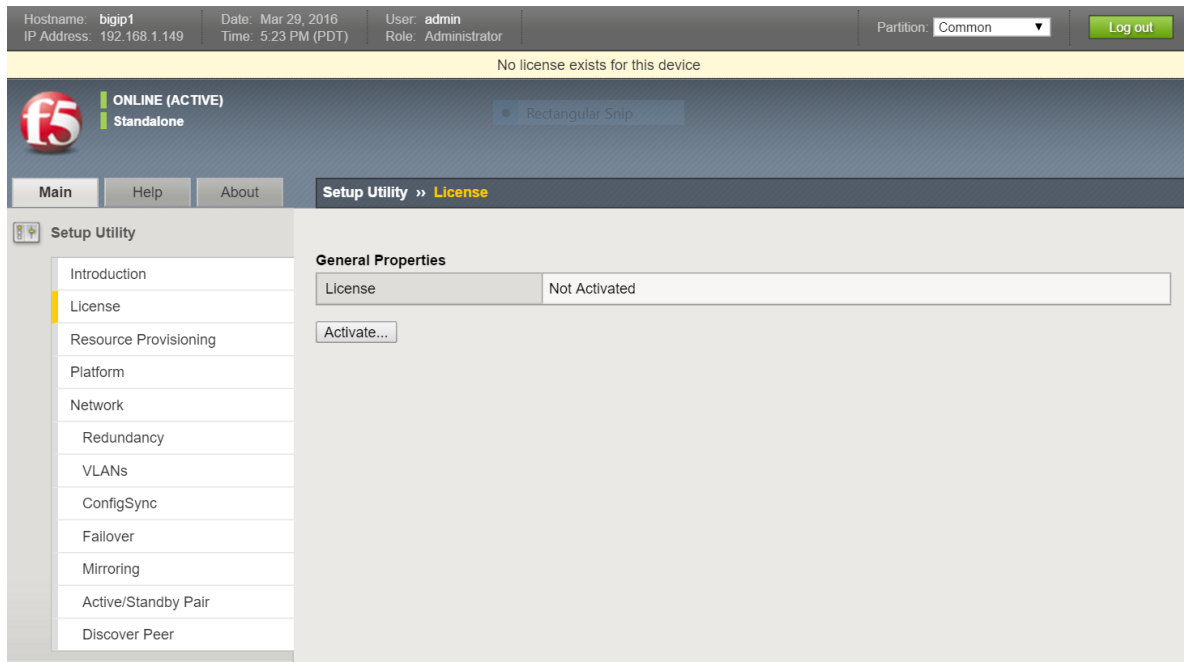 Hostname: bigip1 Date: Mar 29, 2016 User: admin Partition: Common Log out
IP Address: 192.168.1.149 Time: 5:23 PM (PDT) Role: Administrator
No license exists for this device
f5 ONLINE (ACTIVE)
Standalone
Rectangular Snip
Main Help About Setup Utility ›› License
Setup Utility
Introduction
License
Resource Provisioning
Platform
Network
Redundancy
VLANs
ConfigSync
Failover
Mirroring
Active/Standby Pair
Discover Peer
General Properties
License Not Activated
Activate...